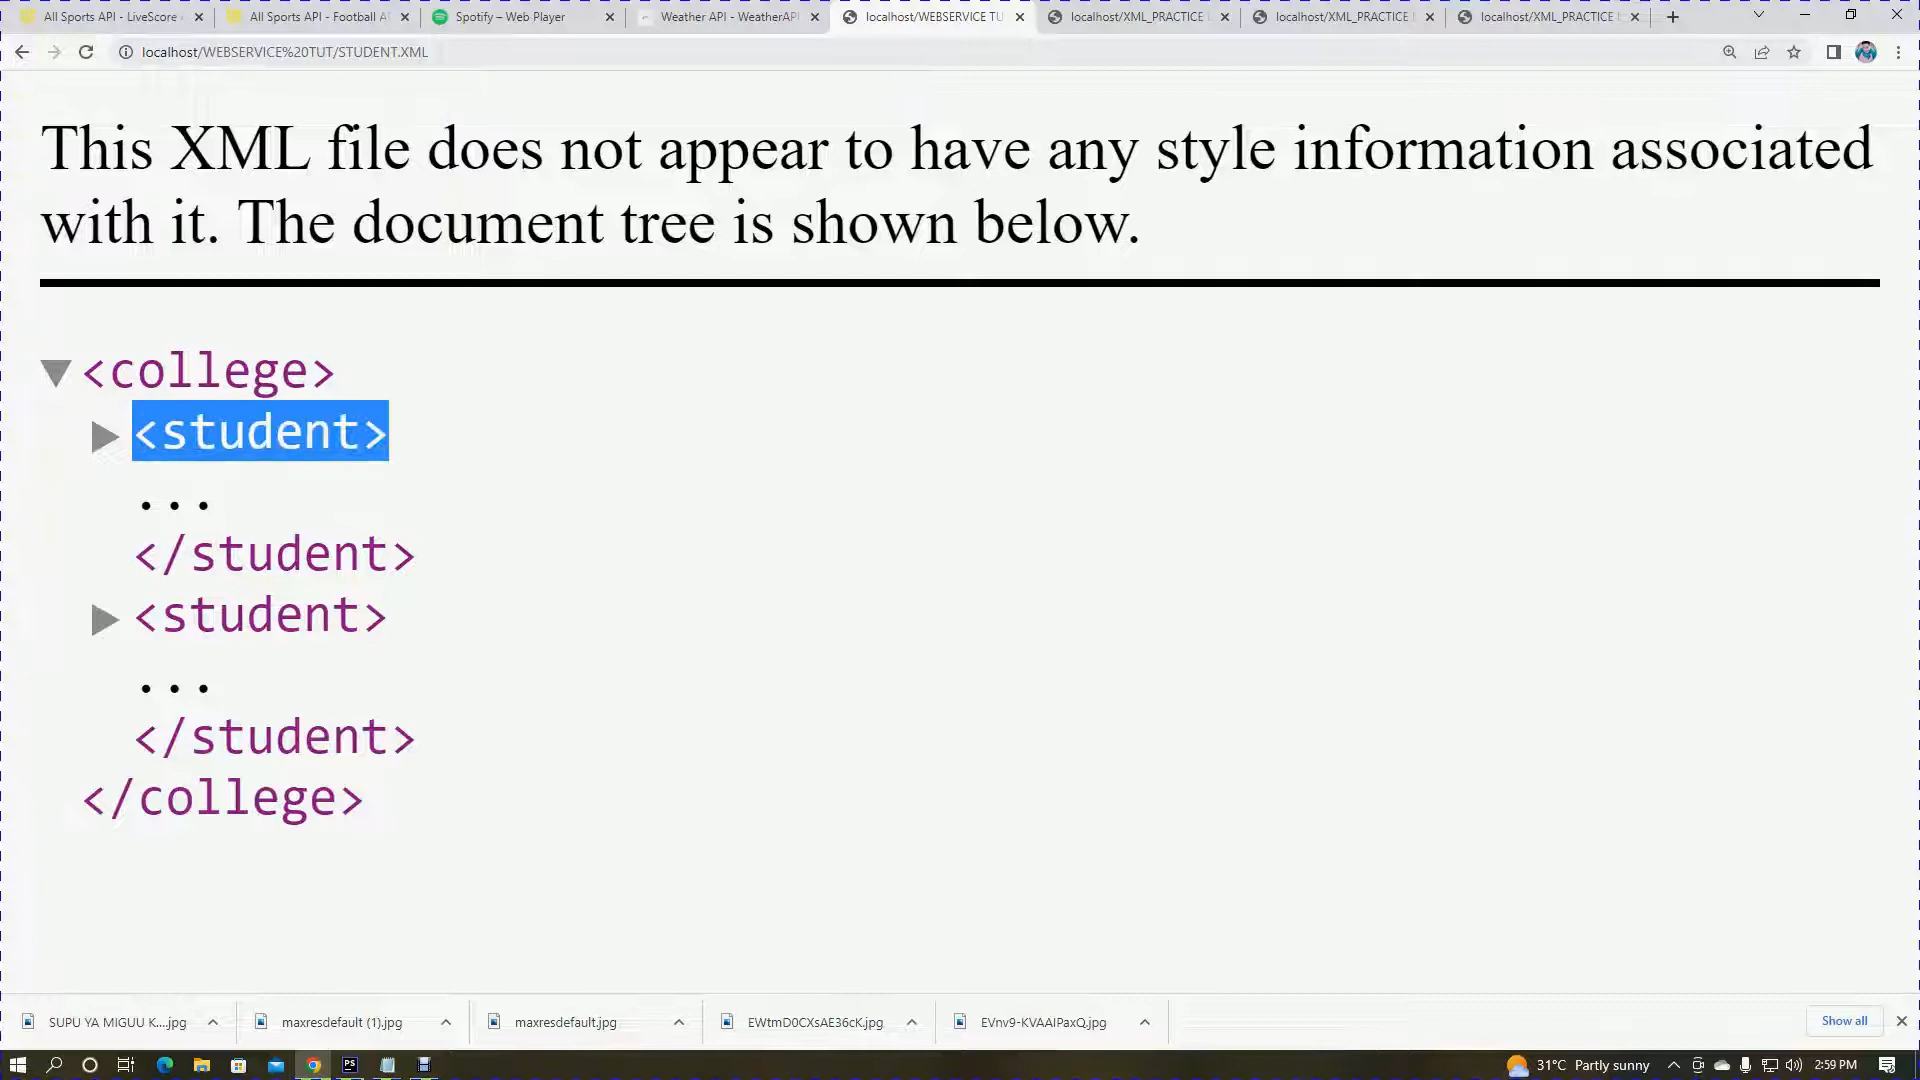 All Sports API - LiveScore
All Sports API - Football A
Spotify – Web Player
Weather API - WeatherAPI
localhost/WEBSERVICE TU
localhost/XML_PRACTICE
localhost/XML_PRACTICE
localhost/XML_PRACTICE
localhost/WEBSERVICE%20TUT/STUDENT.XML
This XML file does not appear to have any style information associated
with it. The document tree is shown below.
<college>
<student>
...
</student>
<student>
...
</student>
</college>
SUPU YA MIGUU K....jpg
maxresdefault (1).jpg
maxresdefault.jpg
EWtmD0CXsAE36cK.jpg
EVnv9-KVAAIPaxQ.jpg
Show all
31°C Partly sunny
2:59 PM